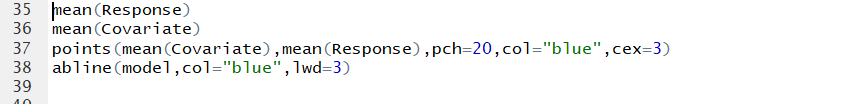 35 mean(Response)
36 mean(Covariate)
37 points(mean(Covariate),mean(Response),pch=20,col="blue",cex=3)
38 abline(model,col="blue",lwd=3)
39